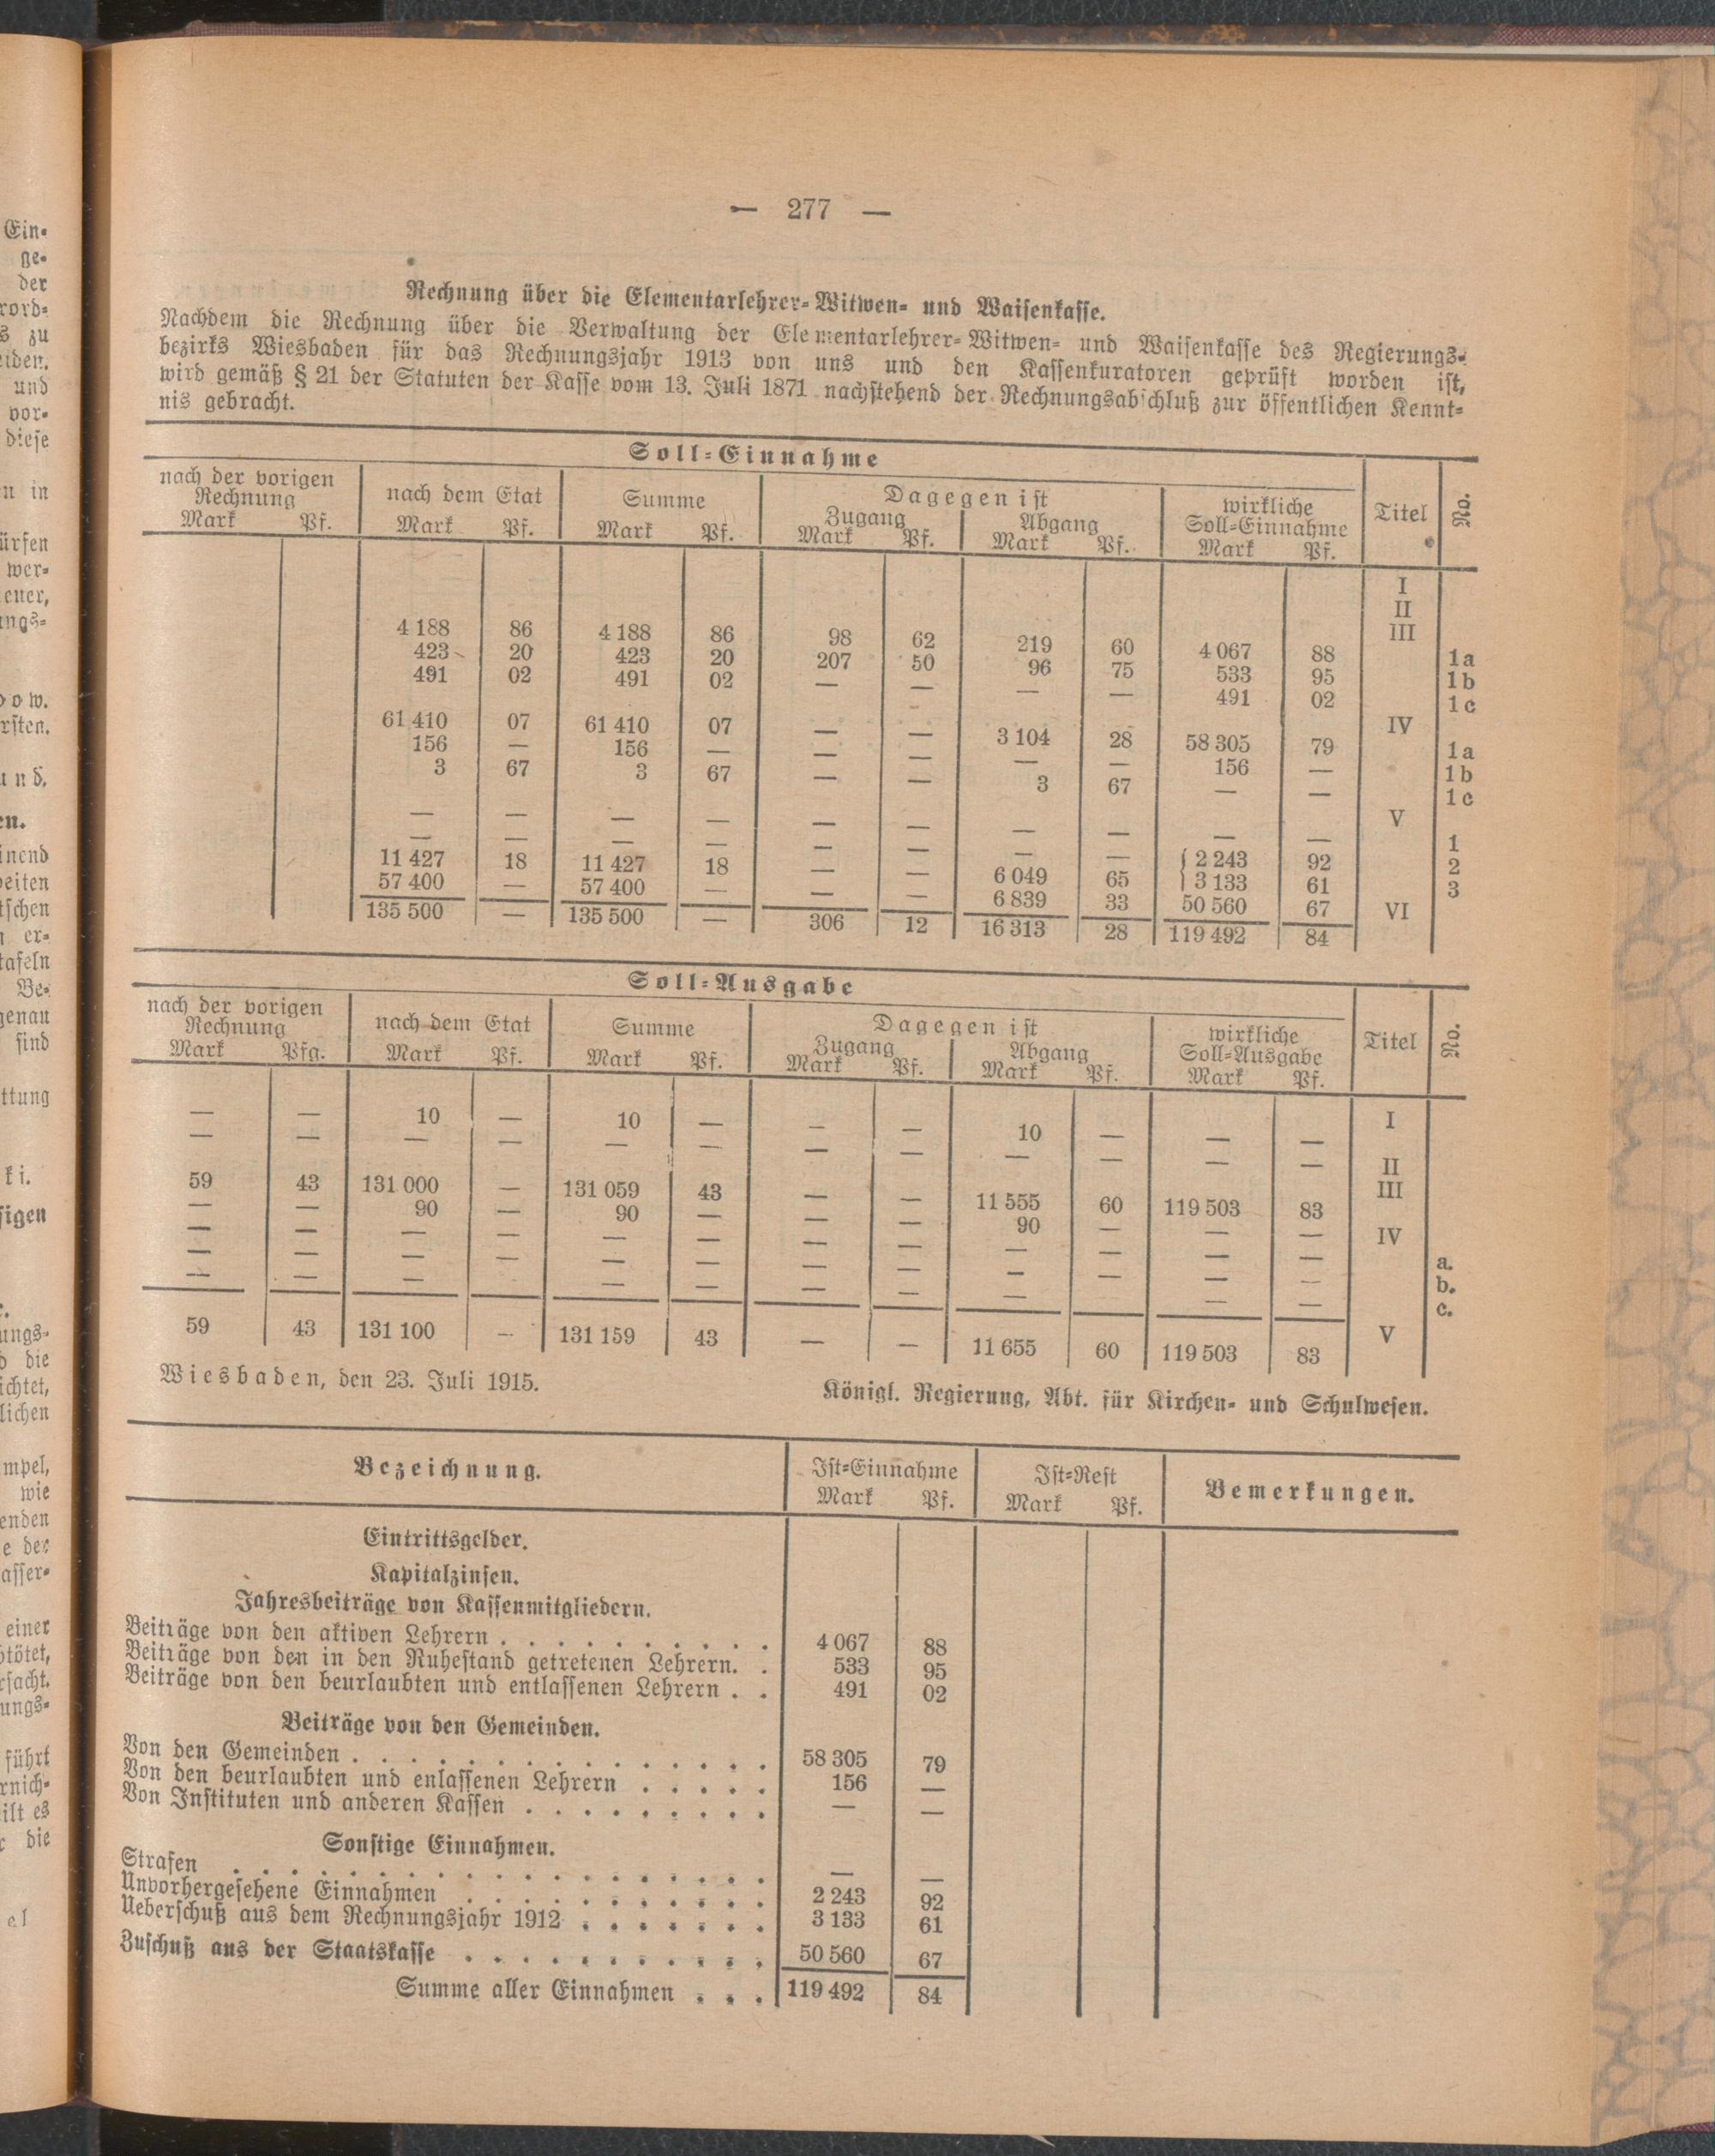 — 277 —
Rechnung über die Elementarlehrer-Witwen- und Waisenkasse.
Nachdem die Rechnung über die Verwaltung der Elementarlehrer-Witwen- und Waisenkasse des Regierungs-
bezirks Wiesbaden für das Rechnungsjahr 1913 von uns und den Kassenkuratoren geprüft worden ist,
wird gemäß § 21 der Statuten der Kasse vom 13. Juli 1871 nachstehend der Rechnungsabschluß zur öffentlichen Kennt-
nis gebracht.
Soll-Einnahme
nach der vorigen Rechnung nach dem Etat Summe Dagegen ist wirkliche Soll-Einnahme Titel No.
Zugang Abgang
Mark Pf. Mark Pf. Mark Pf. Mark Pf. Mark Pf. Mark Pf.
I
II
III
4 188 86 4 188 86 98 62 219 60 4 067 88 1a
423 20 423 20 207 50 96 75 533 95 1b
491 02 491 02 — — — — 491 02 1c
IV
61 410 07 61 410 07 — — 3 104 28 58 305 79 1a
156 — 156 — — — — — 156 — 1b
3 67 3 67 — — 3 67 — — 1c
V
— — — — — — — — — — 1
— — — — — — — — { 2 243 92 2
11 427 18 11 427 18 — — 6 049 65 { 3 133 61 3
57 400 — 57 400 — — — 6 839 33 50 560 67 VI
135 500 — 135 500 — 306 12 16 313 28 119 492 84
Soll-Ausgabe
nach der vorigen Rechnung nach dem Etat Summe Dagegen ist wirkliche Soll-Ausgabe Titel No.
Zugang Abgang
Mark Pfg. Mark Pf. Mark Pf. Mark Pf. Mark Pf. Mark Pf.
— — 10 — 10 — — — 10 — — — I
— — — — — — — — — — — — II
59 43 131 000 — 131 059 43 — — 11 555 60 119 503 83 III
— — 90 — 90 — — — 90 — — — IV
— — — — — — — — — — — — a.
— — — — — — — — — — — — b.
— — — — — — — — — — — — c.
59 43 131 100 — 131 159 43 — — 11 655 60 119 503 83 V
Wiesbaden, den 23. Juli 1915.
Königl. Regierung, Abt. für Kirchen- und Schulwesen.
Bezeichnung. Ist-Einnahme Ist-Rest Bemerkungen.
Mark Pf. Mark Pf.
Eintrittsgelder.
Kapitalzinsen.
Jahresbeiträge von Kassenmitgliedern.
Beiträge von den aktiven Lehrern . . . . . . . . . . 4 067 88
Beiträge von den in den Ruhestand getretenen Lehrern. . 533 95
Beiträge von den beurlaubten und entlassenen Lehrern . . 491 02
Beiträge von den Gemeinden.
Von den Gemeinden . . . . . . . . . . . . . . . 58 305 79
Von den beurlaubten und enlassenen Lehrern . . . . . 156 —
Von Instituten und anderen Kassen . . . . . . . . . — —
Sonstige Einnahmen.
Strafen . . . . . . . . . . . . . . . . . . . — —
Unvorhergesehene Einnahmen . . . . . . . . . . . 2 243 92
Ueberschuß aus dem Rechnungsjahr 1912 . . . . . . . 3 133 61
Zuschuß aus der Staatskasse . . . . . . . . . . . 50 560 67
Summe aller Einnahmen . . . 119 492 84